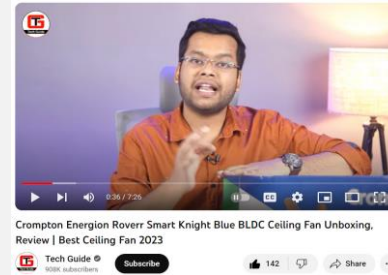 TG
Tech Guide
0:36 / 7:26
CC
Crompton Energion Roverr Smart Knight Blue BLDC Ceiling Fan Unboxing,
Review | Best Ceiling Fan 2023
Tech Guide
908K subscribers
Subscribe
142
Share